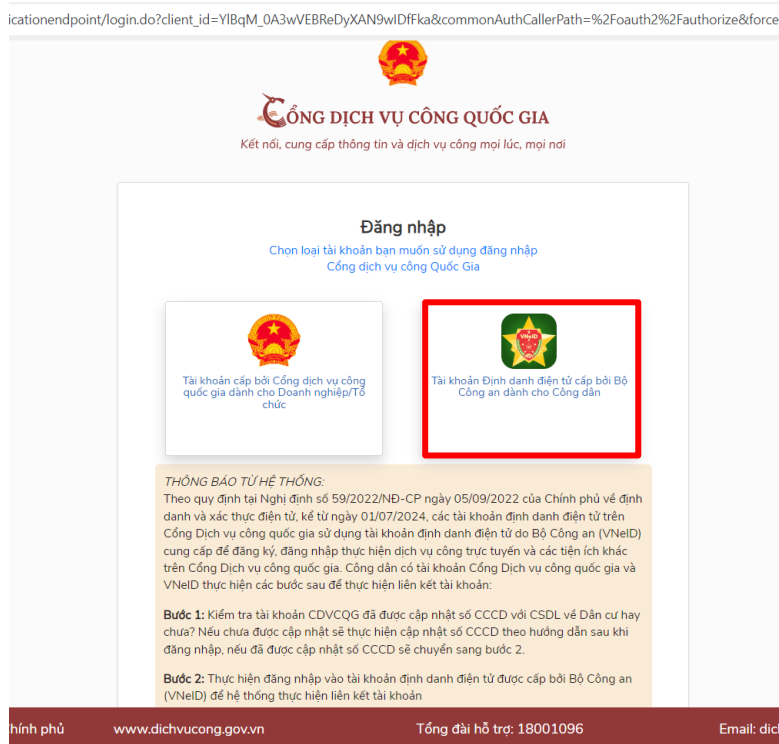 icationendpoint/login.do?client_id=YlBqM_0A3wVEBReDyXAN9wIDfFka&commonAuthCallerPath=%2Foauth2%2Fauthorize&force
CỔNG DỊCH VỤ CÔNG QUỐC GIA
Kết nối, cung cấp thông tin và dịch vụ công mọi lúc, mọi nơi
Đăng nhập
Chọn loại tài khoản bạn muốn sử dụng đăng nhập
Cổng dịch vụ công Quốc Gia
Tài khoản cấp bởi Cổng dịch vụ công
quốc gia dành cho Doanh nghiệp/Tổ
chức
VNeID
Tài khoản Định danh điện tử cấp bởi Bộ
Công an dành cho Công dân
THÔNG BÁO TỪ HỆ THỐNG:
Theo quy định tại Nghị định số 59/2022/NĐ-CP ngày 05/09/2022 của Chính phủ về định
danh và xác thực điện tử, kể từ ngày 01/07/2024, các tài khoản định danh điện tử trên
Cổng Dịch vụ công quốc gia sử dụng tài khoản định danh điện tử do Bộ Công an (VNeID)
cung cấp để đăng ký, đăng nhập thực hiện dịch vụ công trực tuyến và các tiện ích khác
trên Cổng Dịch vụ công quốc gia. Công dân có tài khoản Cổng Dịch vụ công quốc gia và
VNeID thực hiện các bước sau để thực hiện liên kết tài khoản:
Bước 1: Kiểm tra tài khoản CDVCQG đã được cập nhật số CCCD với CSDL về Dân cư hay
chưa? Nếu chưa được cập nhật sẽ thực hiện cập nhật số CCCD theo hướng dẫn sau khi
đăng nhập, nếu đã được cập nhật số CCCD sẽ chuyển sang bước 2.
Bước 2: Thực hiện đăng nhập vào tài khoản định danh điện tử được cấp bởi Bộ Công an
(VNeID) để hệ thống thực hiện liên kết tài khoản
hính phủ www.dichvucong.gov.vn Tổng đài hỗ trợ: 18001096 Email: dịch